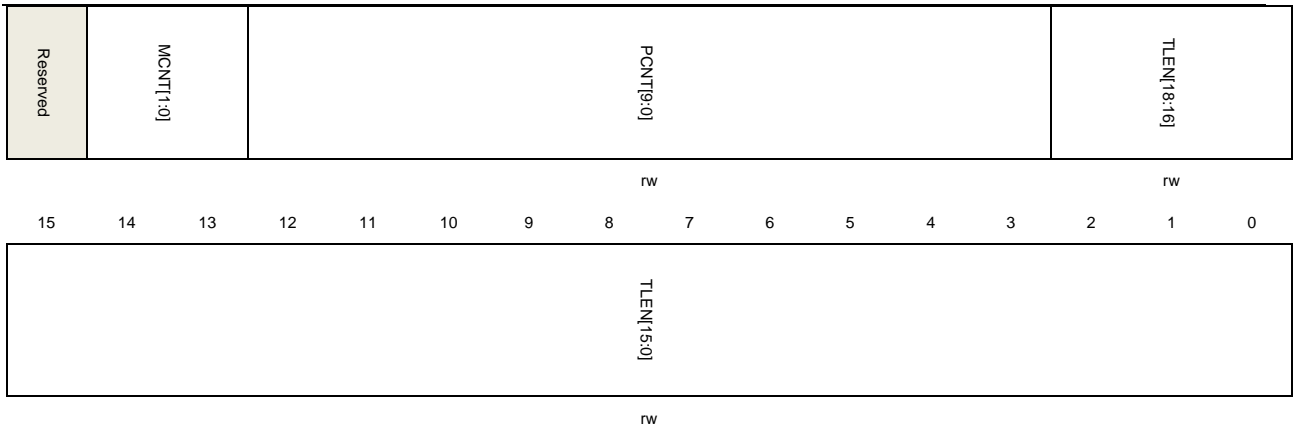 Reserved MCNT[1:0] PCNT[9:0] TLEN[18:16]
rw rw
15 14 13 12 11 10 9 8 7 6 5 4 3 2 1 0
TLEN[15:0]
rw